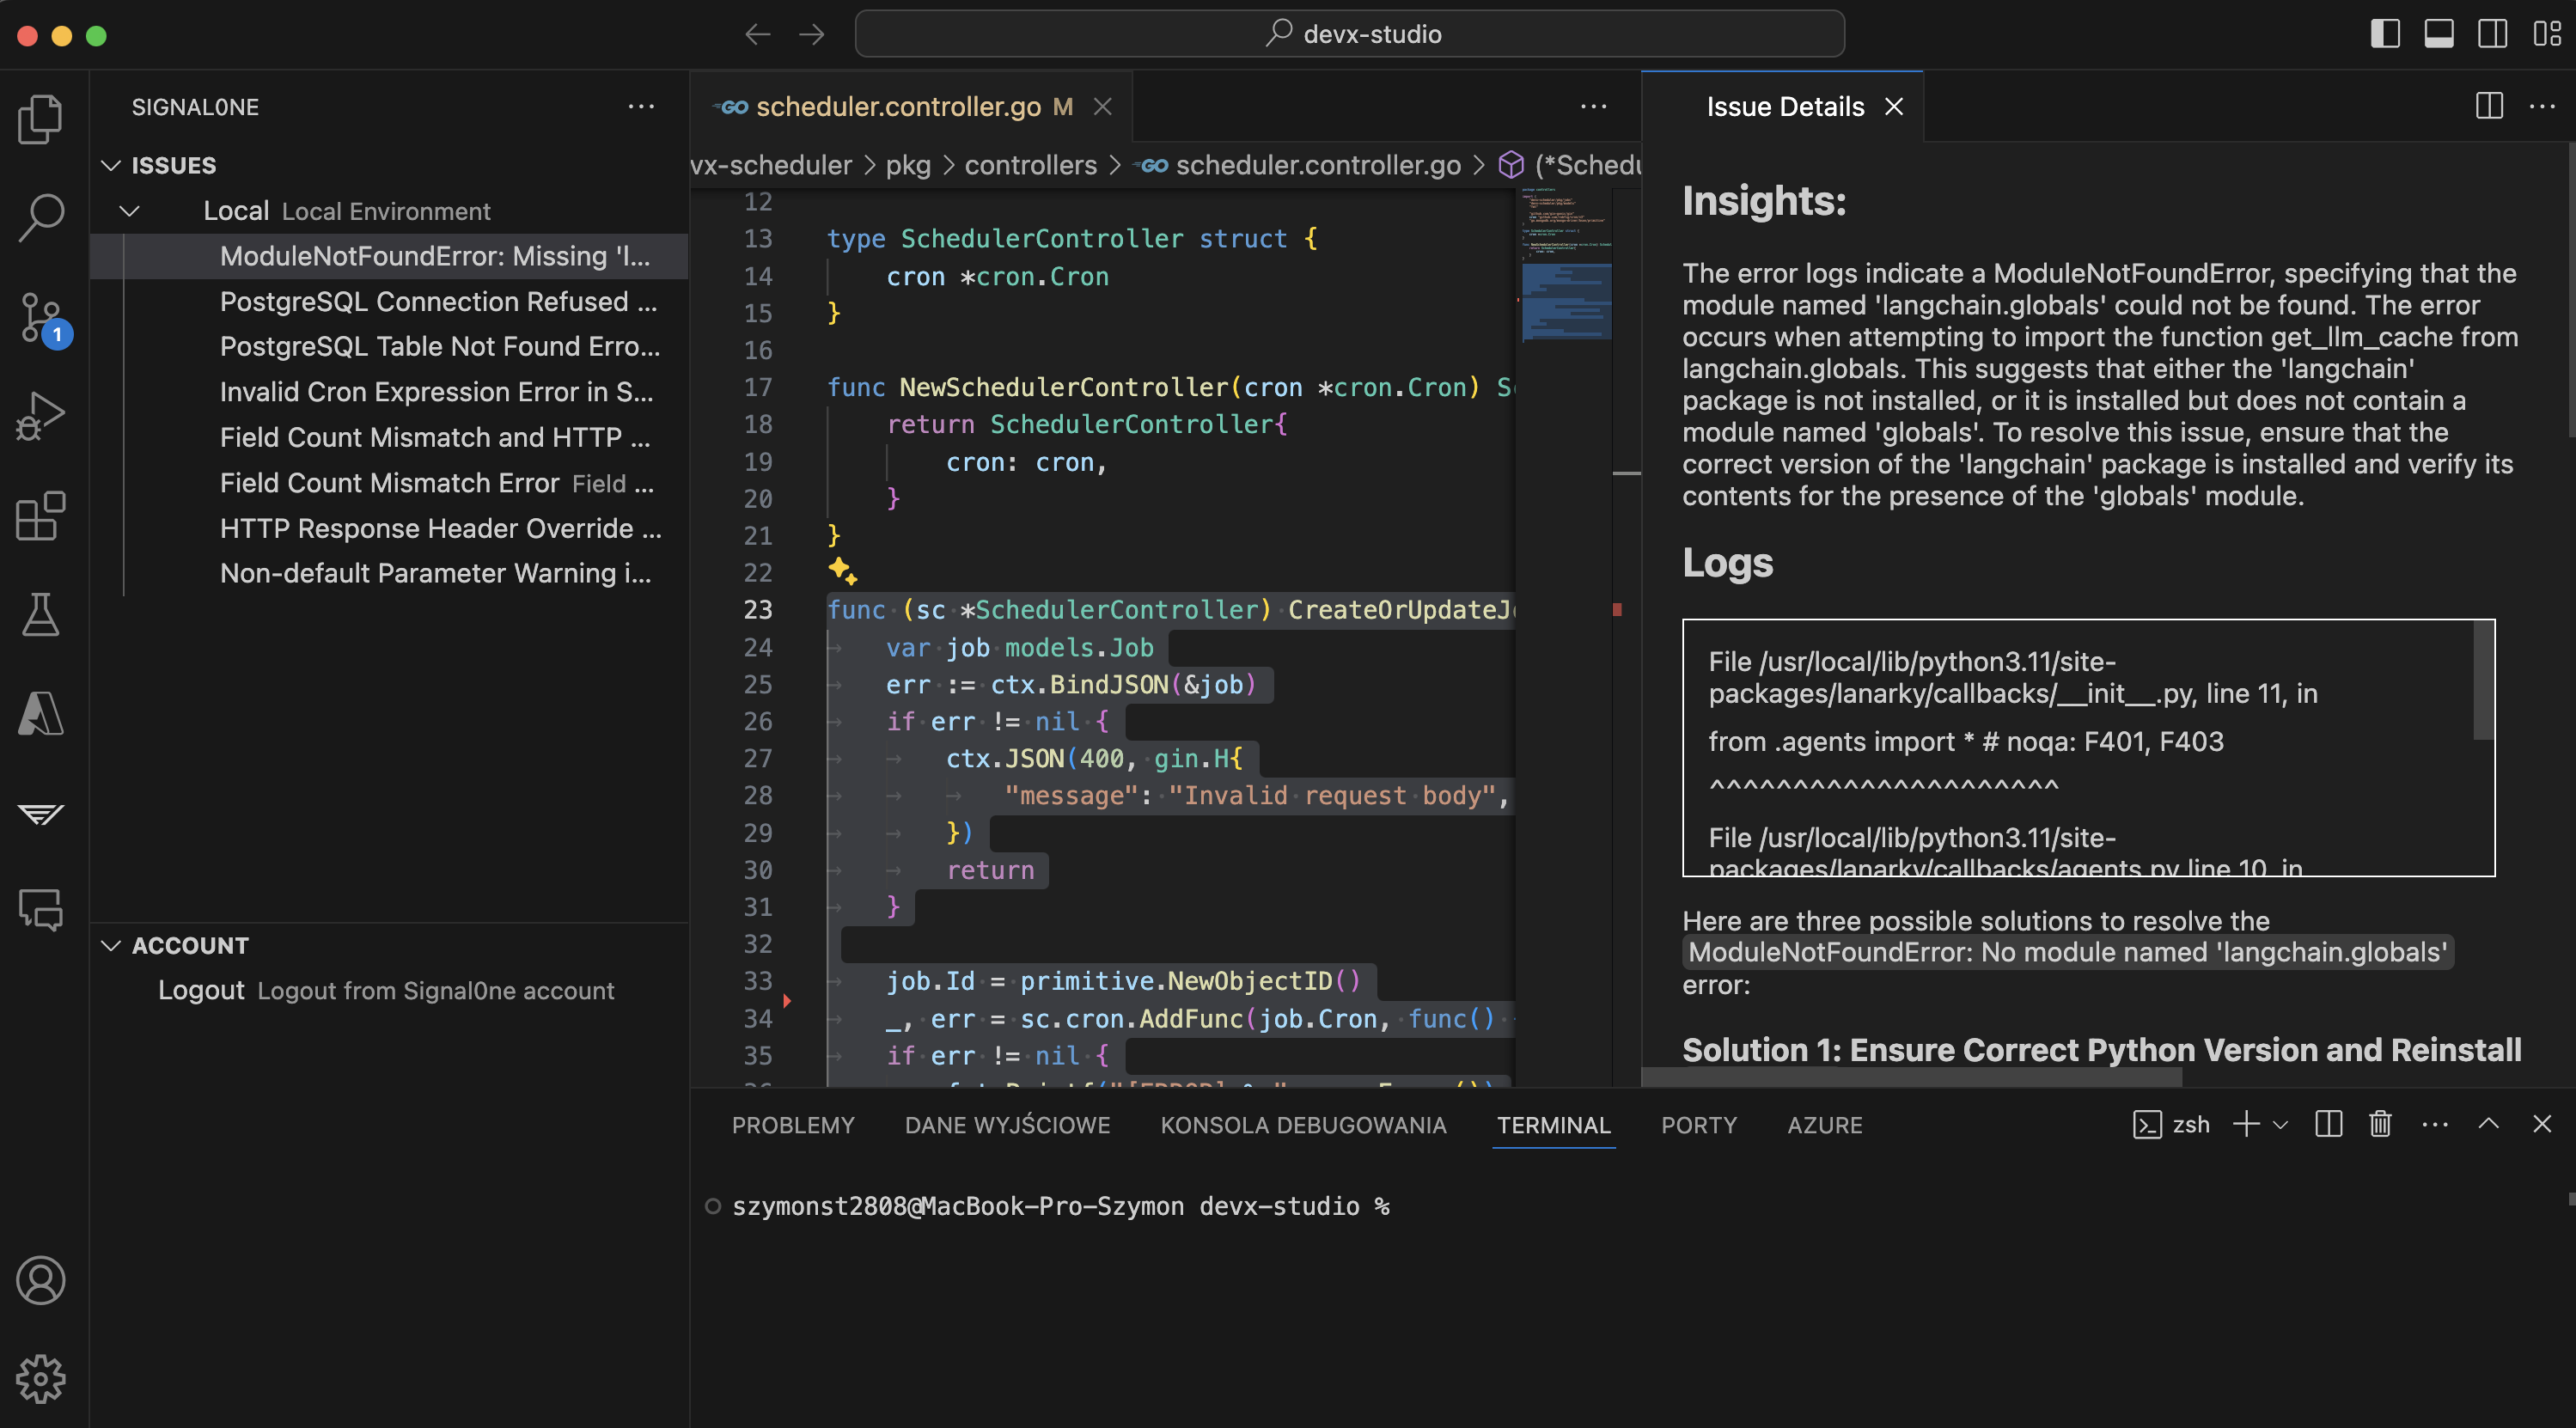 devx-studio
SIGNAL0NE
ISSUES
Local Local Environment
ModuleNotFoundError: Missing 'l...
PostgreSQL Connection Refused ...
PostgreSQL Table Not Found Erro...
Invalid Cron Expression Error in S...
Field Count Mismatch and HTTP ...
Field Count Mismatch Error Field ...
HTTP Response Header Override ...
Non-default Parameter Warning i...
1
ACCOUNT
Logout Logout from Signal0ne account
GO scheduler.controller.go M
vx-scheduler > pkg > controllers > GO scheduler.controller.go > (*Schedu
12
13 type SchedulerController struct {
14 cron *cron.Cron
15 }
16
17 func NewSchedulerController(cron *cron.Cron) S
18 return SchedulerController{
19 cron: cron,
20 }
21 }
22
23 func (sc *SchedulerController) CreateOrUpdateJ
24 var job models.Job
25 err := ctx.BindJSON(&job)
26 if err != nil {
27 ctx.JSON(400, gin.H{
28 "message": "Invalid request body",
29 })
30 return
31 }
32
33 job.Id = primitive.NewObjectID()
34 _, err = sc.cron.AddFunc(job.Cron, func()
35 if err != nil {
Issue Details
Insights:
The error logs indicate a ModuleNotFoundError, specifying that the
module named 'langchain.globals' could not be found. The error
occurs when attempting to import the function get_llm_cache from
langchain.globals. This suggests that either the 'langchain'
package is not installed, or it is installed but does not contain a
module named 'globals'. To resolve this issue, ensure that the
correct version of the 'langchain' package is installed and verify its
contents for the presence of the 'globals' module.
Logs
File /usr/local/lib/python3.11/site-
packages/lanarky/callbacks/__init__.py, line 11, in
from .agents import * # noqa: F401, F403
^^^^^^^^^^^^^^^^^^^^^
File /usr/local/lib/python3.11/site-
packages/lanarky/callbacks/agents.py line 10, in
Here are three possible solutions to resolve the
ModuleNotFoundError: No module named 'langchain.globals'
error:
Solution 1: Ensure Correct Python Version and Reinstall
PROBLEMY DANE WYJŚCIOWE KONSOLA DEBUGOWANIA TERMINAL PORTY AZURE
zsh
szymonst2808@MacBook-Pro-Szymon devx-studio %